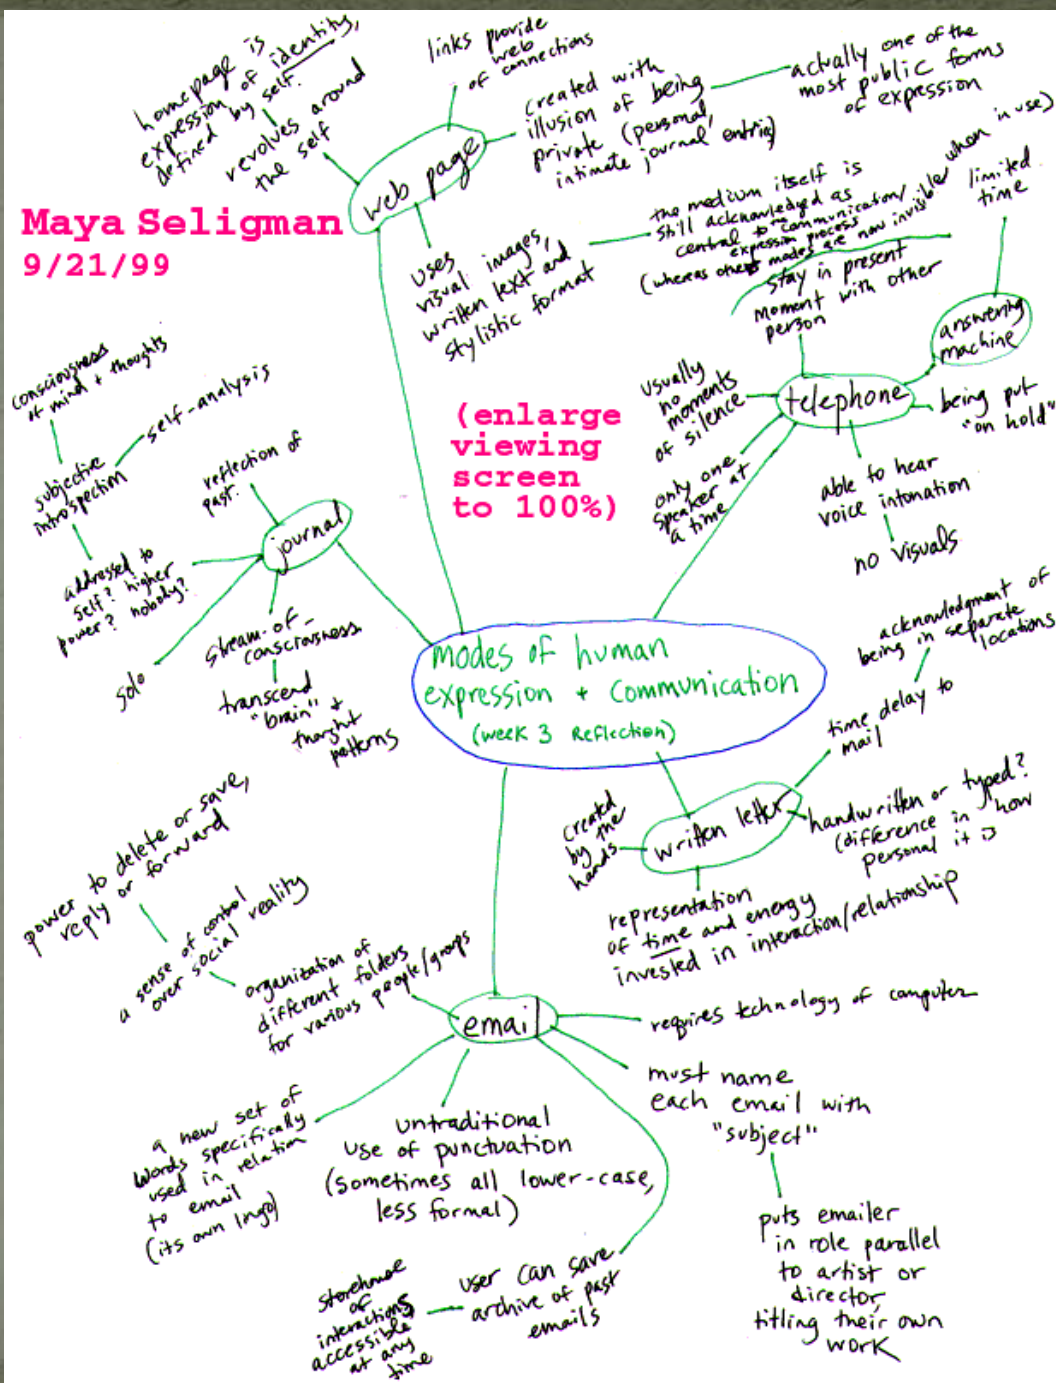 homepage is
expression of identity,
defined by self.
revolves around
the self
links provide
web
of connections
created with
illusion of being
private (personal,
intimate journal entries)
actually one of the
most public forms
of expression
web page
uses
visual images,
written text and
stylistic format
the medium itself is
still acknowledged as
central to the communication/
expression process
(whereas other modes are now invisible when in use)
Maya Seligman
9/21/99
limited
time
stay in present
moment with other
person
answering
machine
telephone
usually
no
moments
of silence
being put
"on hold"
only one
speaker at
a time
able to hear
voice intonation
no visuals
(enlarge
viewing
screen
to 100%)
consciousness
of mind + thoughts
self-analysis
subjective
introspection
reflection of
past.
journal
addressed to
self? higher
power? nobody?
solo
stream-of-
consciousness
transcend
"brain" +
thought
patterns
modes of human
expression + communication
(week 3 Reflection)
acknowledgment of
being in separate
locations
time delay to
mail
written letter
handwritten or typed?
(difference in how
personal it is
created
by the
hands
representation
of time and energy
invested in interaction/relationship
power to delete or save,
reply or forward
a sense of control
over social reality
organization of
different folders
for various people/groups
email
requires technology of computer
must name
each email with
"subject"
puts emailer
in role parallel
to artist or
director,
titling their own
work
a new set of
words specifically
used in relation
to email
(its own lingo)
untraditional
use of punctuation
(sometimes all lower-case,
less formal)
user can save
archive of past
emails
storehouse
of
interactions,
accessible
at any
time